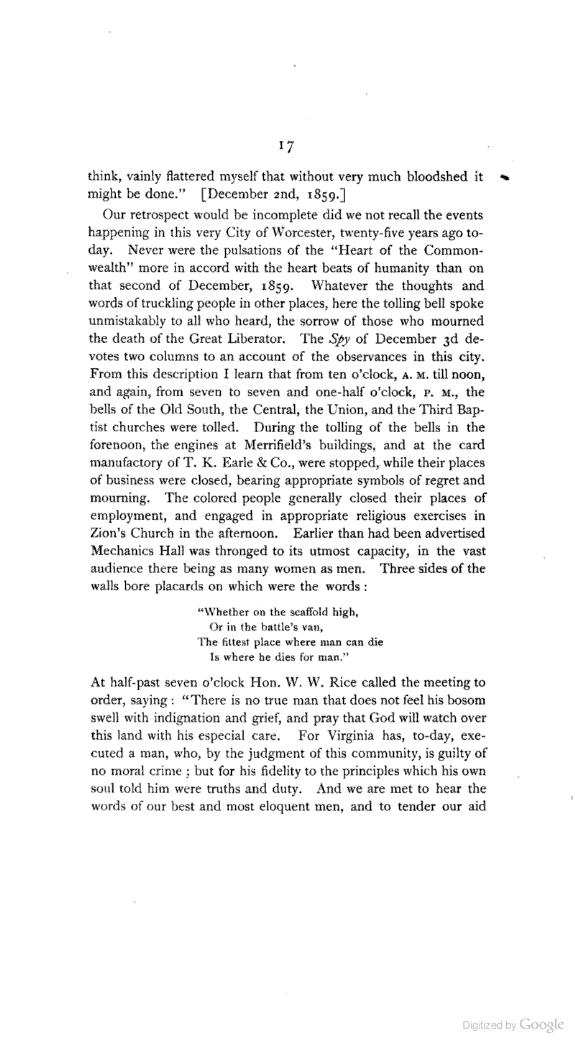 17
think, vainly flattered myself that without very much bloodshed it
might be done." [December 2nd, 1859.]
Our retrospect would be incomplete did we not recall the events
happening in this very City of Worcester, twenty-five years ago to-
day. Never were the pulsations of the "Heart of the Common-
wealth" more in accord with the heart beats of humanity than on
that second of December, 1859. Whatever the thoughts and
words of truckling people in other places, here the tolling bell spoke
unmistakably to all who heard, the sorrow of those who mourned
the death of the Great Liberator. The Spy of December 3d de-
votes two columns to an account of the observances in this city.
From this description I learn that from ten o'clock, A. M. till noon,
and again, from seven to seven and one-half o'clock, P. M., the
bells of the Old South, the Central, the Union, and the Third Bap-
tist churches were tolled. During the tolling of the bells in the
forenoon, the engines at Merrifield's buildings, and at the card
manufactory of T. K. Earle & Co., were stopped, while their places
of business were closed, bearing appropriate symbols of regret and
mourning. The colored people generally closed their places of
employment, and engaged in appropriate religious exercises in
Zion's Church in the afternoon. Earlier than had been advertised
Mechanics Hall was thronged to its utmost capacity, in the vast
audience there being as many women as men. Three sides of the
walls bore placards on which were the words :
"Whether on the scaffold high,
Or in the battle's van,
The fittest place where man can die
Is where he dies for man."
At half-past seven o'clock Hon. W. W. Rice called the meeting to
order, saying : "There is no true man that does not feel his bosom
swell with indignation and grief, and pray that God will watch over
this land with his especial care. For Virginia has, to-day, exe-
cuted a man, who, by the judgment of this community, is guilty of
no moral crime ; but for his fidelity to the principles which his own
soul told him were truths and duty. And we are met to hear the
words of our best and most eloquent men, and to tender our aid
Digitized by Google